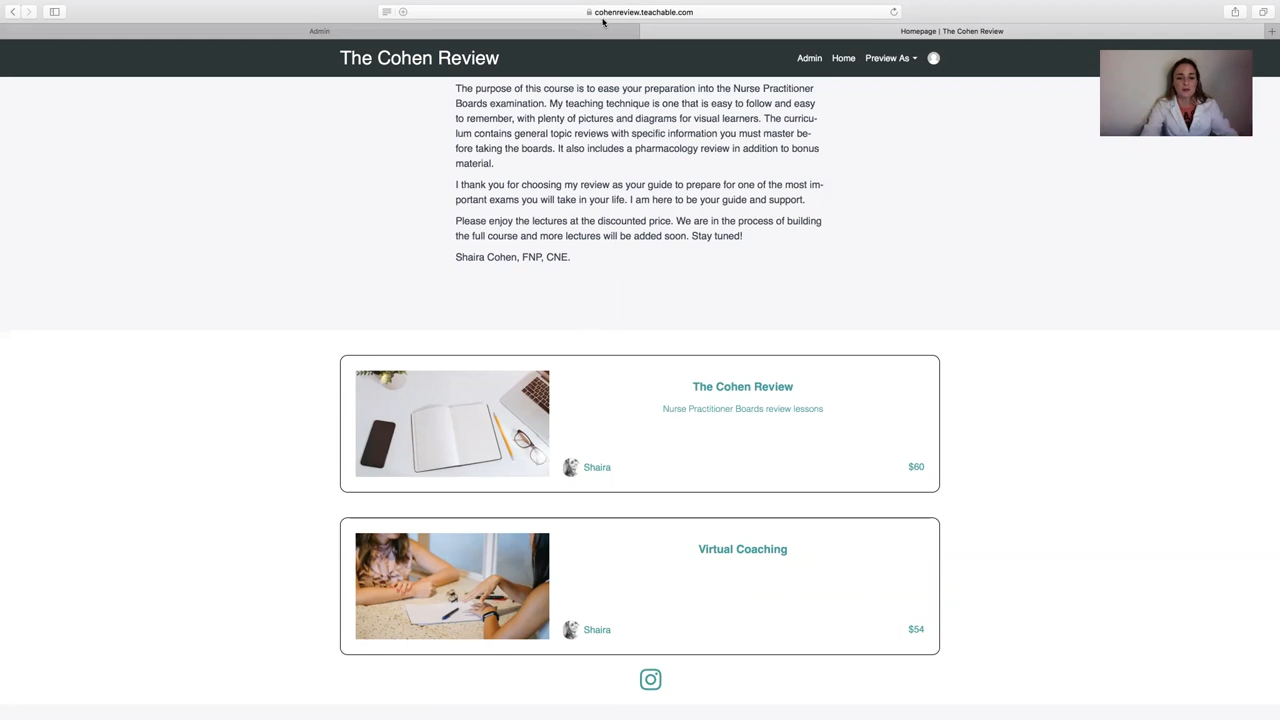 cohenreview.teachable.com
Admin
Homepage | The Cohen Review
The Cohen Review
Admin
Home
Preview As
The purpose of this course is to ease your preparation into the Nurse Practitioner
Boards examination. My teaching technique is one that is easy to follow and easy
to remember, with plenty of pictures and diagrams for visual learners. The curricu-
lum contains general topic reviews with specific information you must master be-
fore taking the boards. It also includes a pharmacology review in addition to bonus
material.
I thank you for choosing my review as your guide to prepare for one of the most im-
portant exams you will take in your life. I am here to be your guide and support.
Please enjoy the lectures at the discounted price. We are in the process of building
the full course and more lectures will be added soon. Stay tuned!
Shaira Cohen, FNP, CNE.
The Cohen Review
Nurse Practitioner Boards review lessons
Shaira
$60
Virtual Coaching
Shaira
$54